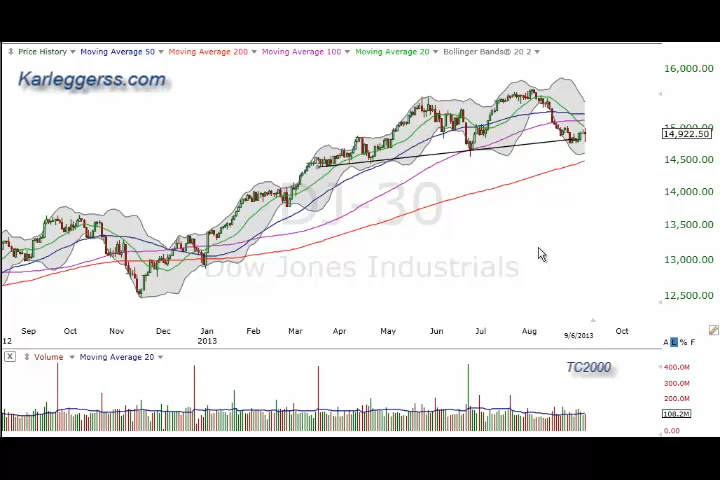 Price History Moving Average 50 Moving Average 200 Moving Average 100 Moving Average 20 Bollinger Bands® 20 2
Karleggerss.com
16,000.00
15,000.00
14,922.50
14,500.00
14,000.00
DJ-30
13,500.00
Dow Jones Industrials
13,000.00
12,500.00
Sep Oct Nov Dec Jan Feb Mar Apr May Jun Jul Aug 9/6/2013 Oct
12 2013
A L % F
X Volume Moving Average 20
TC2000
400.0M
300.0M
200.0M
108.2M
0.00